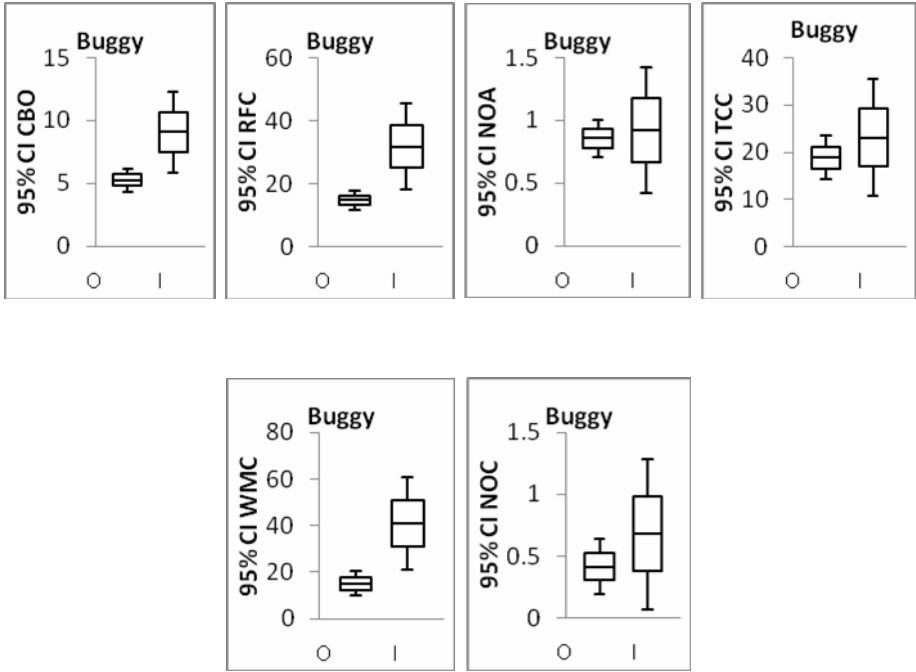 Buggy
95% CI CBO
15
10
5
0
O I
Buggy
95% CI RFC
60
40
20
0
O I
Buggy
95% CI NOA
1.5
1
0.5
0
O I
Buggy
95% CI TCC
40
30
20
10
0
O I
Buggy
95% CI WMC
80
60
40
20
0
O I
Buggy
95% CI NOC
1.5
1
0.5
0
O I